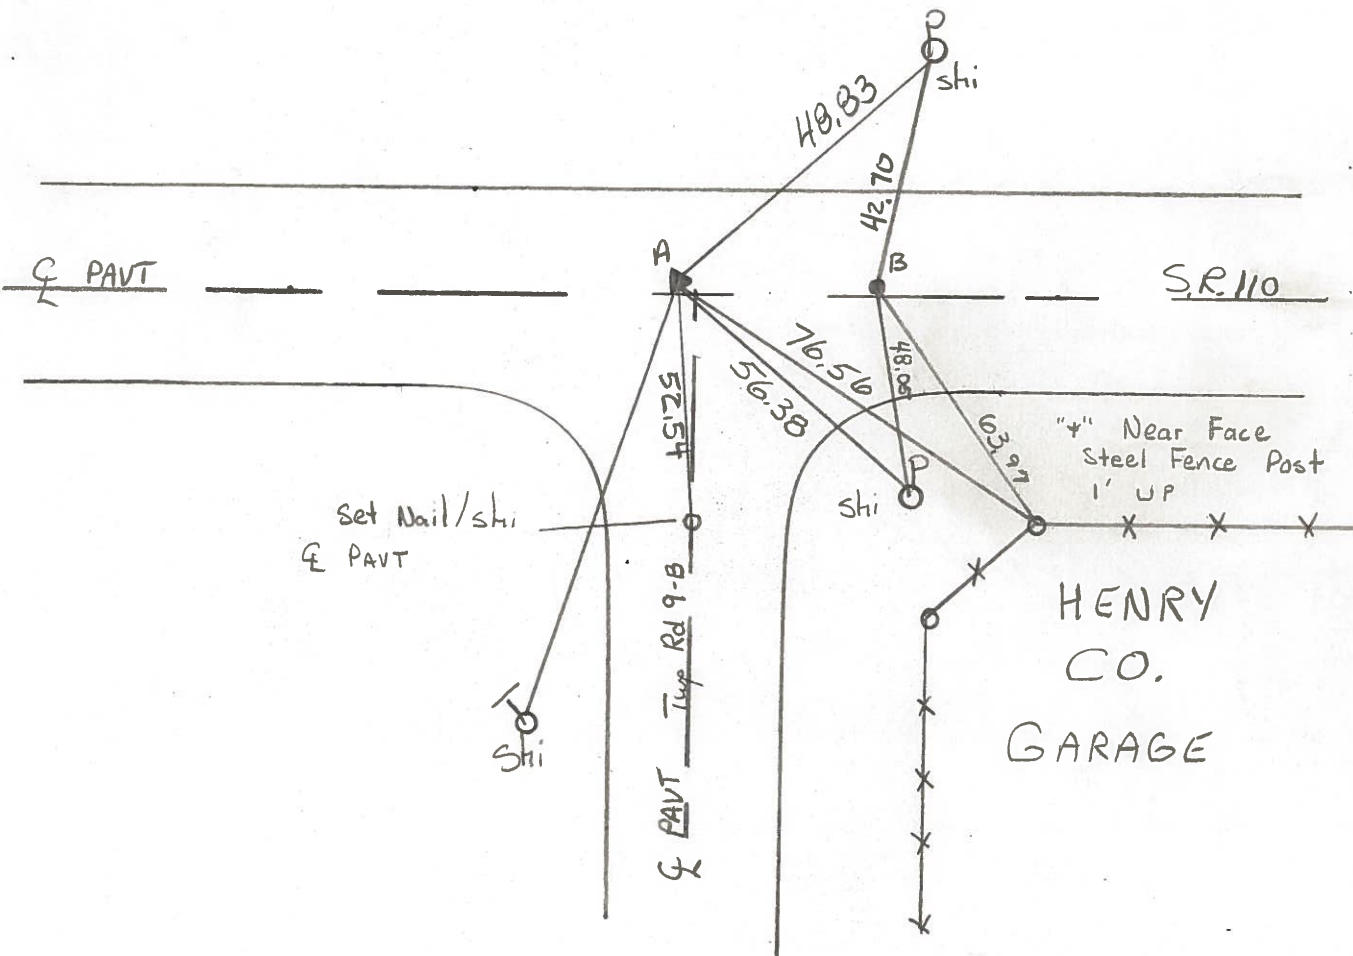 P
shi
48.83
42.70
A
B
℄ PAVT
S.R. 110
76.56
56.38
48.05
52.54
63.97
"+" Near Face
Steel Fence Post
1' UP
P
shi
Set Nail/shi
℄ PAVT
HENRY
CO.
GARAGE
T
Shi
℄ PAVT Twp Rd 9-B